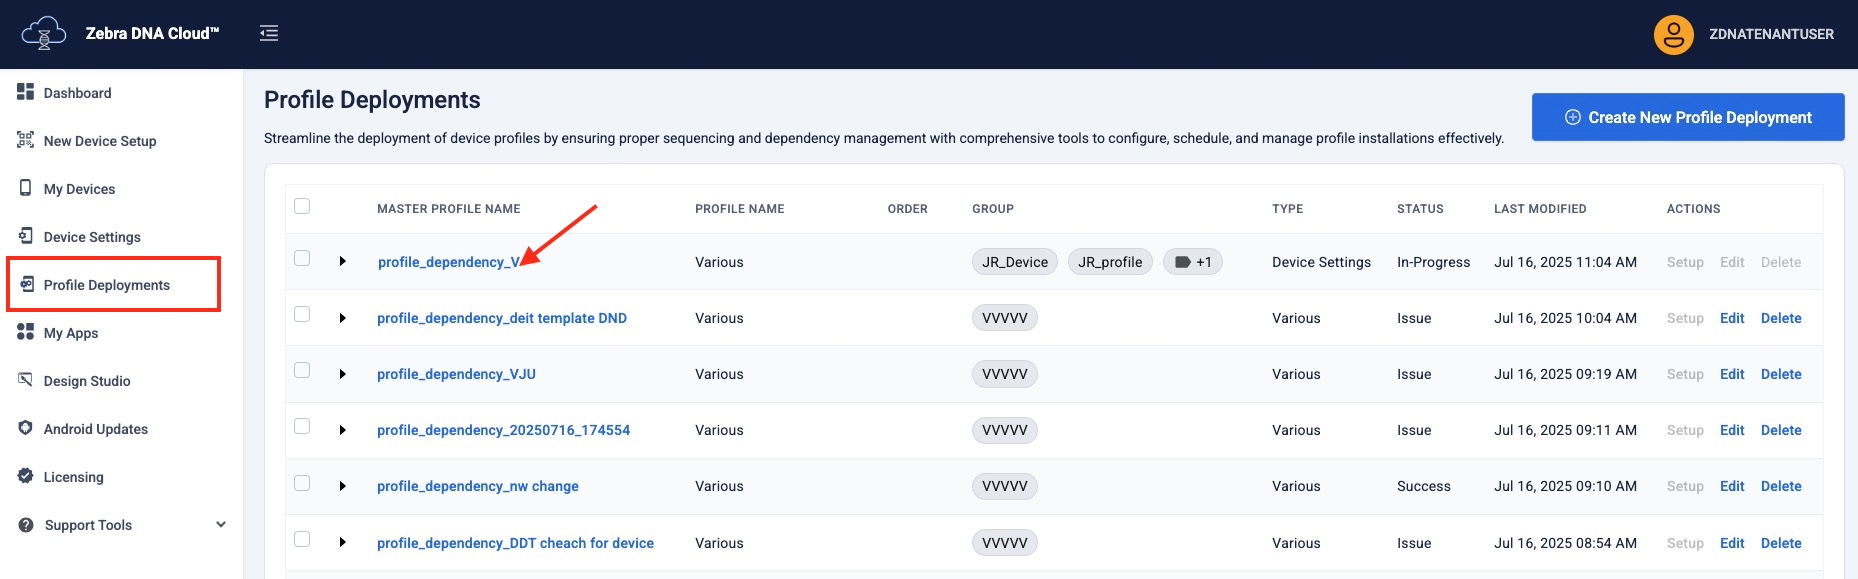 Zebra DNA Cloud™
ZDNATENANTUSER
Dashboard
New Device Setup
My Devices
Device Settings
Profile Deployments
My Apps
Design Studio
Android Updates
Licensing
Support Tools
Profile Deployments
Streamline the deployment of device profiles by ensuring proper sequencing and dependency management with comprehensive tools to configure, schedule, and manage profile installations effectively.
Create New Profile Deployment
MASTER PROFILE NAME PROFILE NAME ORDER GROUP TYPE STATUS LAST MODIFIED ACTIONS
profile_dependency_V Various JR_Device JR_profile +1 Device Settings In-Progress Jul 16, 2025 11:04 AM Setup Edit Delete
profile_dependency_deit template DND Various VVVVV Various Issue Jul 16, 2025 10:04 AM Setup Edit Delete
profile_dependency_VJU Various VVVVV Various Issue Jul 16, 2025 09:19 AM Setup Edit Delete
profile_dependency_20250716_174554 Various VVVVV Various Issue Jul 16, 2025 09:11 AM Setup Edit Delete
profile_dependency_nw change Various VVVVV Various Success Jul 16, 2025 09:10 AM Setup Edit Delete
profile_dependency_DDT cheach for device Various VVVVV Various Issue Jul 16, 2025 08:54 AM Setup Edit Delete